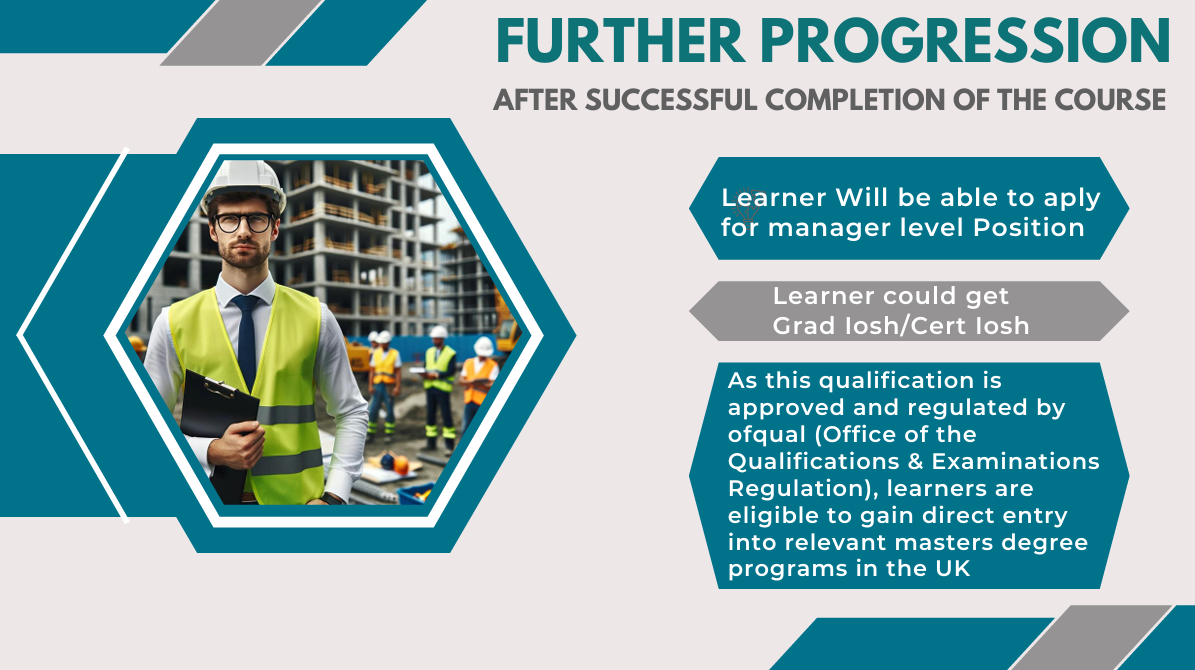 FURTHER PROGRESSION
AFTER SUCCESSFUL COMPLETION OF THE COURSE
Learner Will be able to aply
for manager level Position
Learner could get
Grad Iosh/Cert Iosh
As this qualification is
approved and regulated by
ofqual (Office of the
Qualifications & Examinations
Regulation), learners are
eligible to gain direct entry
into relevant masters degree
programs in the UK